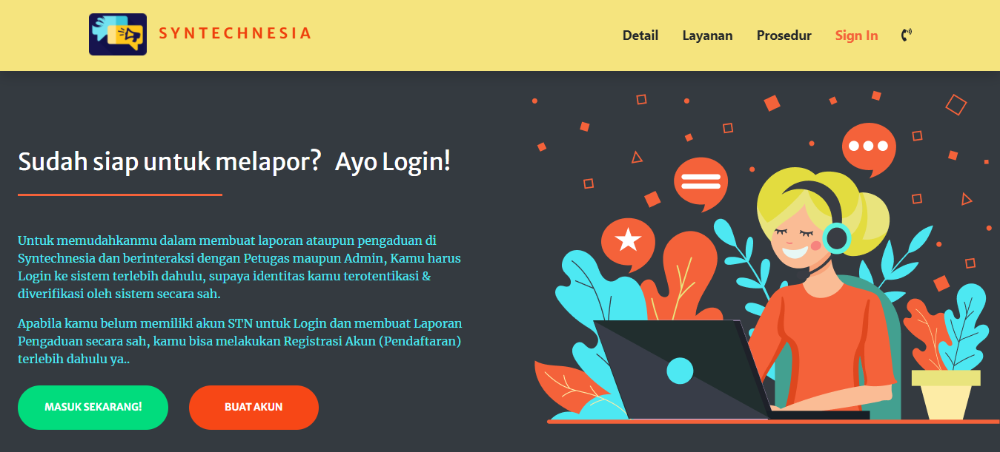 SYNTECHNESIA
Detail Layanan Prosedur Sign In
Sudah siap untuk melapor? Ayo Login!
Untuk memudahkanmu dalam membuat laporan ataupun pengaduan di
Syntechnesia dan berinteraksi dengan Petugas maupun Admin, Kamu harus
Login ke sistem terlebih dahulu, supaya identitas kamu terotentikasi &
diverifikasi oleh sistem secara sah.
Apabila kamu belum memiliki akun STN untuk Login dan membuat Laporan
Pengaduan secara sah, kamu bisa melakukan Registrasi Akun (Pendaftaran)
terlebih dahulu ya..
MASUK SEKARANG! BUAT AKUN